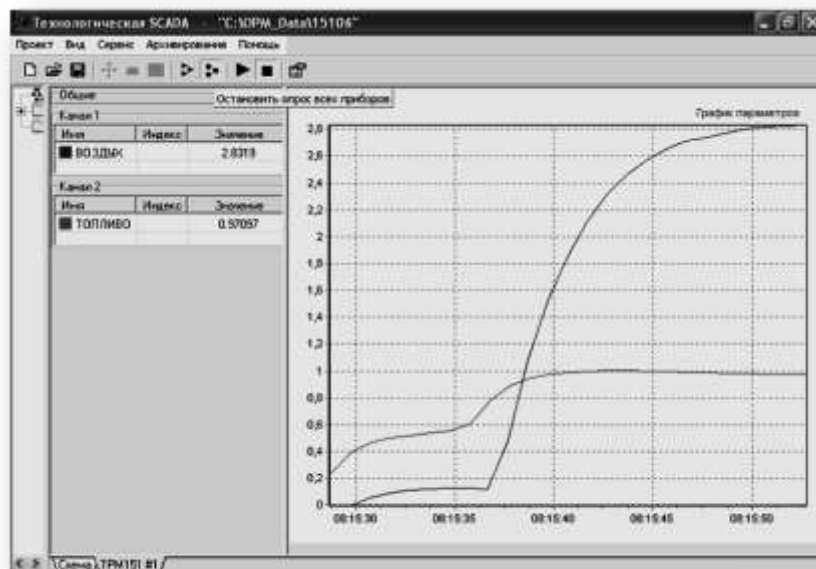 Технологическая SCADA - "C:\OPM_Data\15106"
Проект Вид Сервис Архивирование Помощь
Общие
Остановить опрос всех приборов
Канал 1
Имя Индекс Значение
ВОЗДУХ 2.8319
Канал 2
Имя Индекс Значение
ТОПЛИВО 0.97097
График параметров
2,8
2,6
2,4
2,2
2
1,8
1,6
1,4
1,2
1
0,8
0,6
0,4
0,2
0
08:15:30 08:15:35 08:15:40 08:15:45 08:15:50
Схема ТРМ151 #1